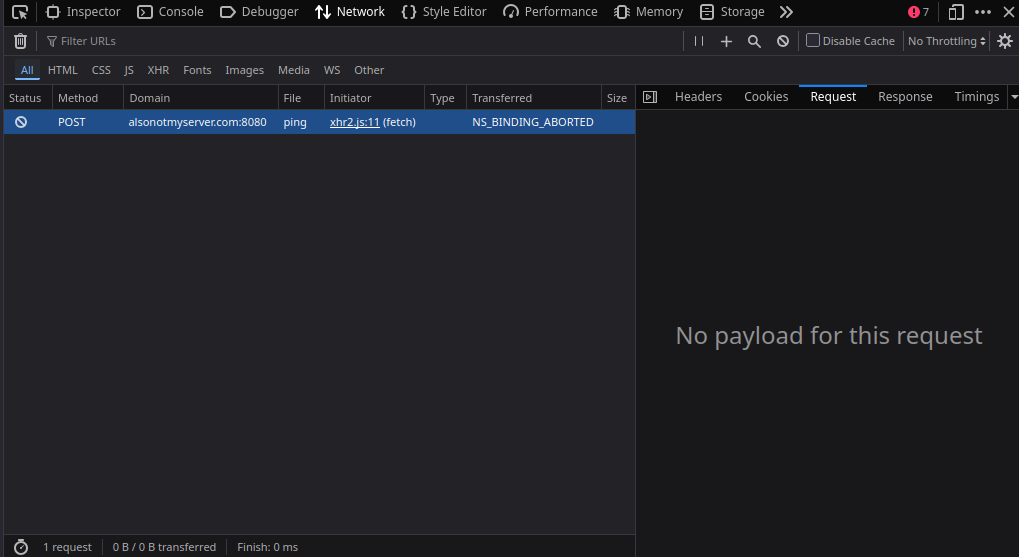 Inspector Console Debugger Network Style Editor Performance Memory Storage 7
Filter URLs Disable Cache No Throttling
All HTML CSS JS XHR Fonts Images Media WS Other
Status Method Domain File Initiator Type Transferred Size Headers Cookies Request Response Timings
POST alsonotmyserver.com:8080 ping xhr2.js:11 (fetch) NS_BINDING_ABORTED
No payload for this request
1 request 0 B / 0 B transferred Finish: 0 ms